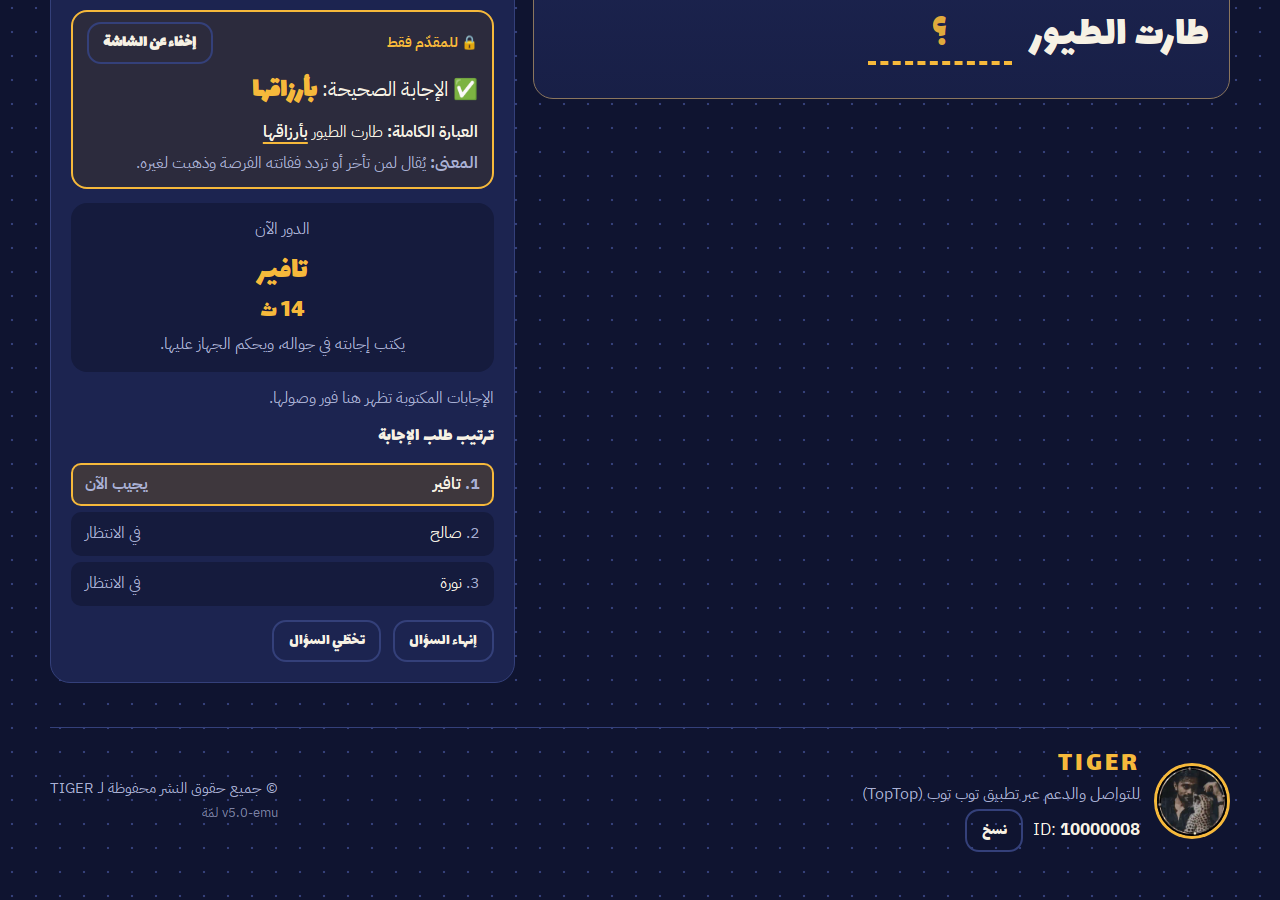 طارت الطيور ؟
🔒 للمقدّم فقط
إخفاء عن الشاشة
✅ الإجابة الصحيحة: بأرزاقها
العبارة الكاملة: طارت الطيور بأرزاقها
المعنى: يُقال لمن تأخر أو تردد ففاتته الفرصة وذهبت لغيره.
الدور الآن
تافير
14 ث
يكتب إجابته في جواله، ويحكم الجهاز عليها.
الإجابات المكتوبة تظهر هنا فور وصولها.
ترتيب طلب الإجابة
1. تافير يجيب الآن
2. صالح في الانتظار
3. نورة في الانتظار
إنهاء السؤال
تخطّي السؤال
TIGER
للتواصل والدعم عبر تطبيق توب توب (TopTop)
ID: 10000008
نسخ
© جميع حقوق النشر محفوظة لـ TIGER
لمّة v5.0-emu